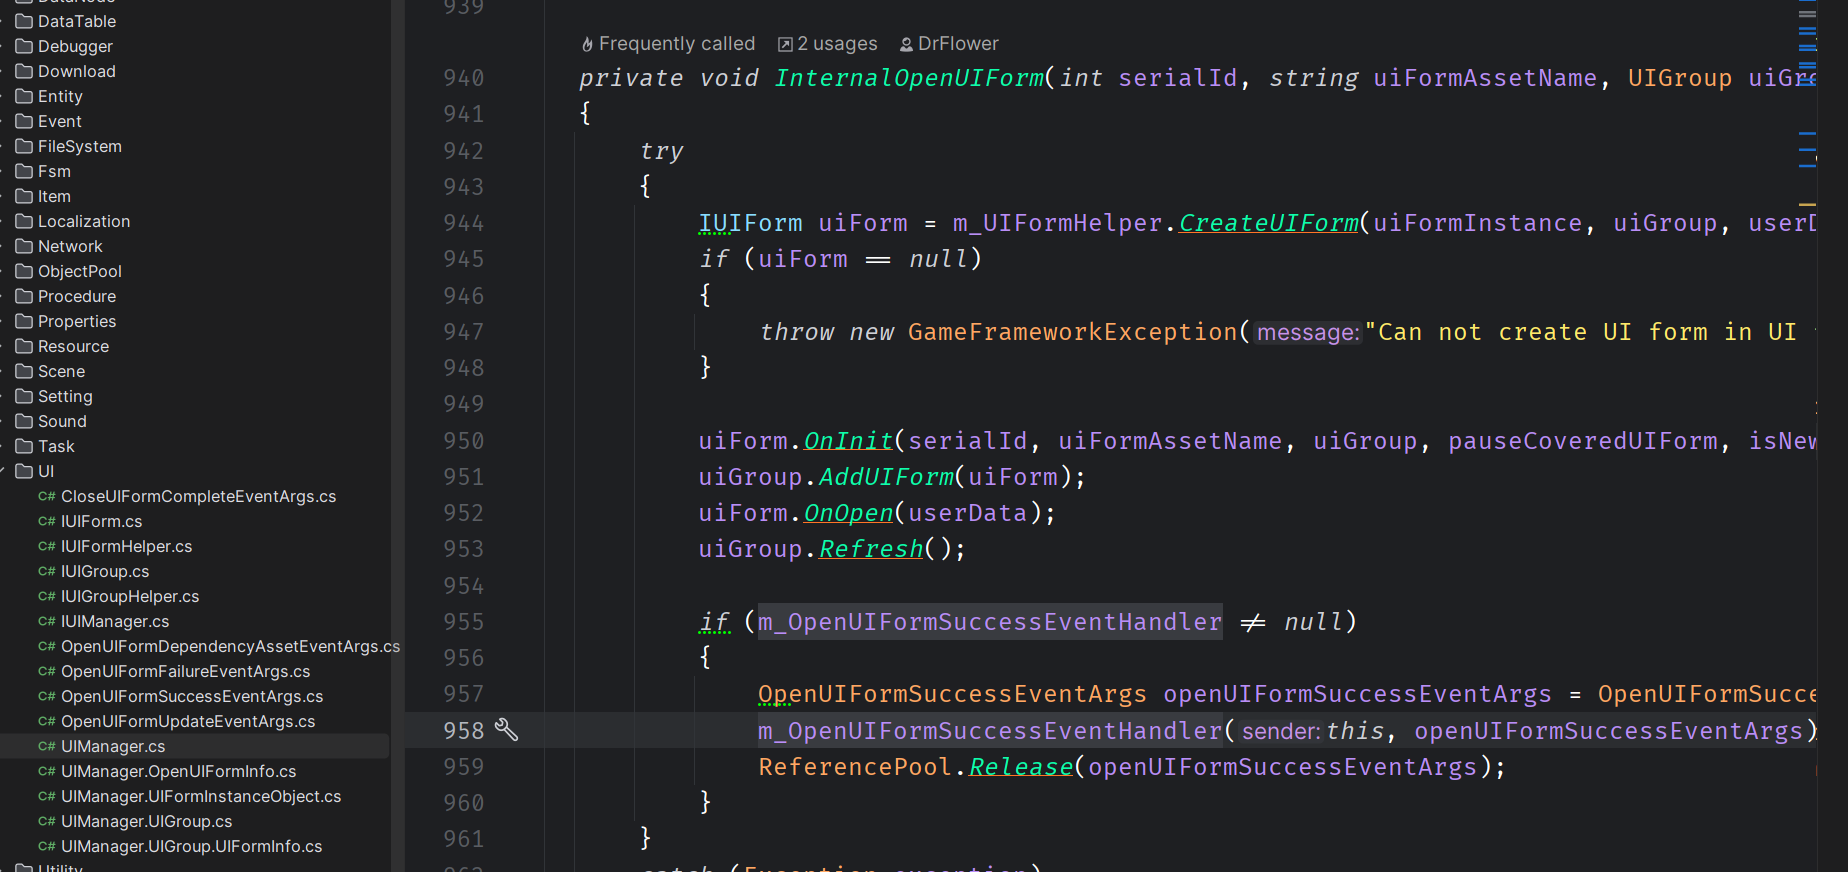 DataTable
Debugger
Download
Entity
Event
FileSystem
Fsm
Item
Localization
Network
ObjectPool
Procedure
Properties
Resource
Scene
Setting
Sound
Task
UI
C# CloseUIFormCompleteEventArgs.cs
C# IUIForm.cs
C# IUIFormHelper.cs
C# IUIGroup.cs
C# IUIGroupHelper.cs
C# IUIManager.cs
C# OpenUIFormDependencyAssetEventArgs.cs
C# OpenUIFormFailureEventArgs.cs
C# OpenUIFormSuccessEventArgs.cs
C# OpenUIFormUpdateEventArgs.cs
C# UIManager.cs
C# UIManager.OpenUIFormInfo.cs
C# UIManager.UIFormInstanceObject.cs
C# UIManager.UIGroup.cs
C# UIManager.UIGroup.UIFormInfo.cs
Utility
939
Frequently called 2 usages DrFlower
940 private void InternalOpenUIForm(int serialId, string uiFormAssetName, UIGroup uiGro
941 {
942 try
943 {
944 IUIForm uiForm = m_UIFormHelper.CreateUIForm(uiFormInstance, uiGroup, userD
945 if (uiForm == null)
946 {
947 throw new GameFrameworkException(message: "Can not create UI form in UI
948 }
949
950 uiForm.OnInit(serialId, uiFormAssetName, uiGroup, pauseCoveredUIForm, isNew
951 uiGroup.AddUIForm(uiForm);
952 uiForm.OnOpen(userData);
953 uiGroup.Refresh();
954
955 if (m_OpenUIFormSuccessEventHandler != null)
956 {
957 OpenUIFormSuccessEventArgs openUIFormSuccessEventArgs = OpenUIFormSucce
958 m_OpenUIFormSuccessEventHandler(sender: this, openUIFormSuccessEventArgs)
959 ReferencePool.Release(openUIFormSuccessEventArgs);
960 }
961 }
962 catch (Exception exception)